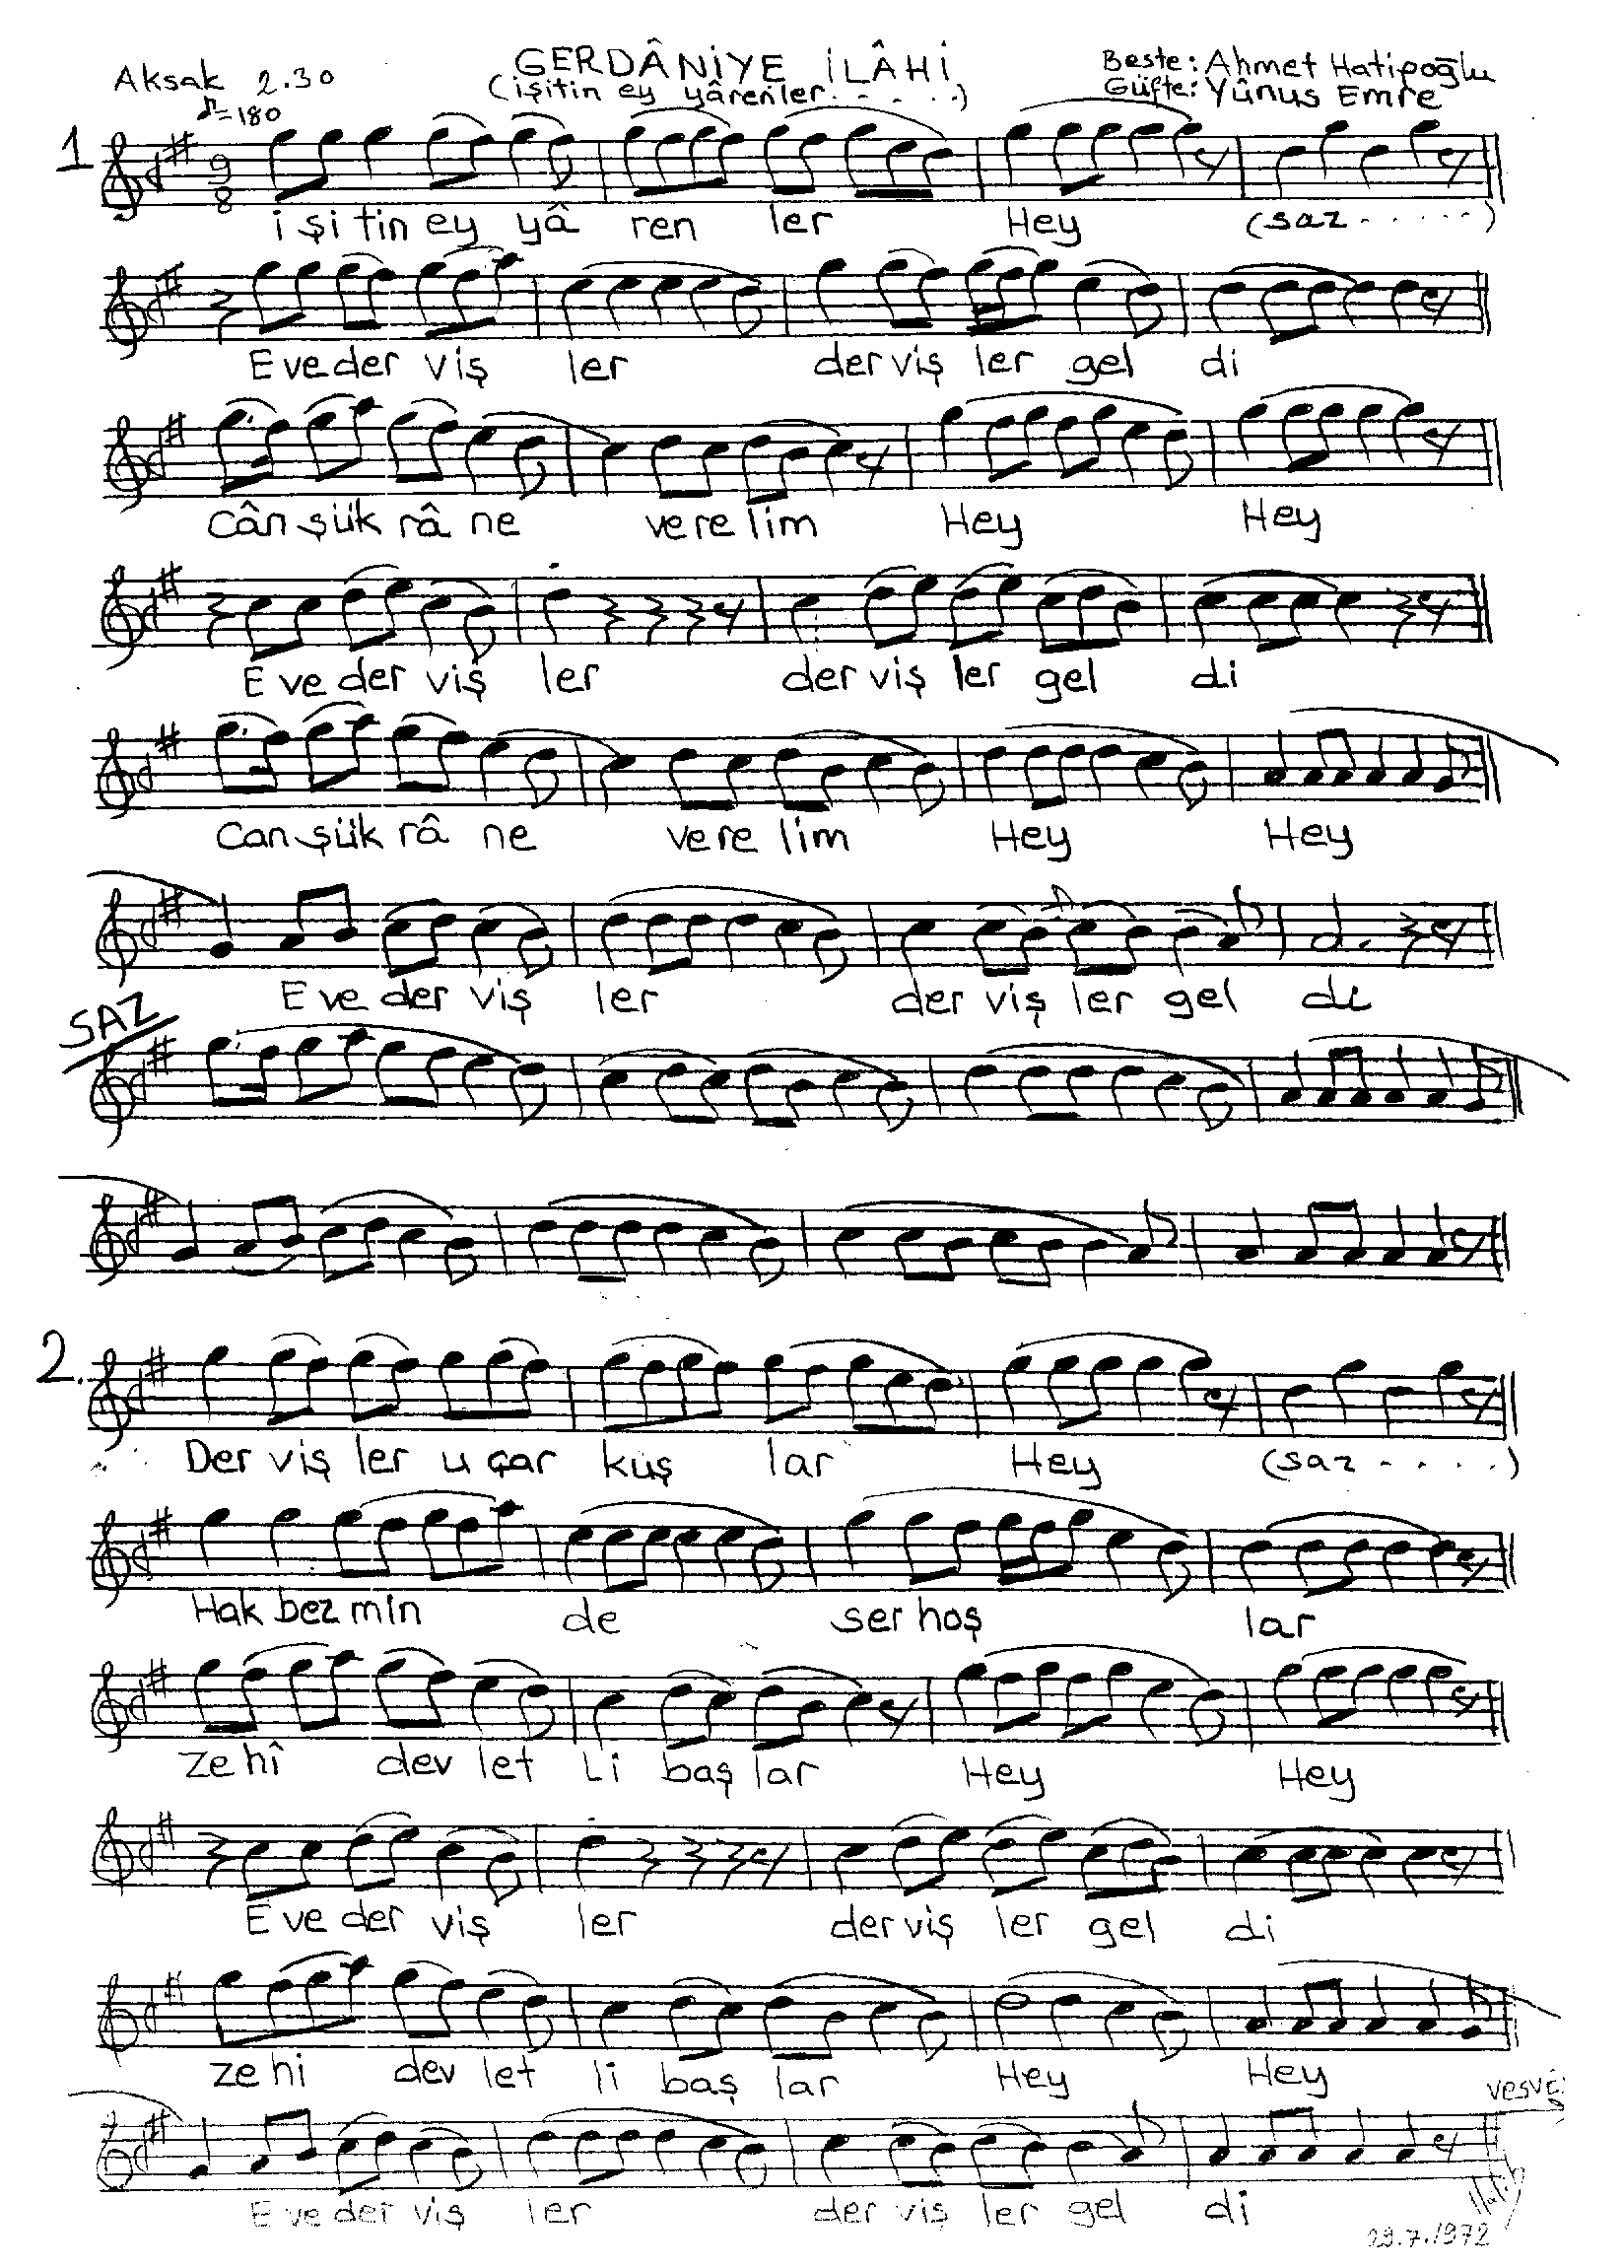 GERDÂNİYE İLÂHİ
(işitin ey yârenler.....)
Aksak 2.30
♪=180
Beste: Ahmet Hatipoğlu
Güfte: Yûnus Emre
1
9
8
i şi tin ey yâ ren ler Hey (saz.....)
E ve der viş ler der viş ler gel di
Cân şük râ ne ve re lim Hey Hey
E ve der viş ler der viş ler gel di
Can şük râ ne ve re lim Hey Hey
E ve der viş ler der viş ler gel di
SAZ
2.
Der viş ler u çar kuş lar Hey (saz....)
Hak bez min de ser hoş lar
ze hî dev let Li baş lar Hey Hey
E ve der viş ler der viş ler gel di
ze hi dev let li baş lar Hey Hey
E ve der viş ler der viş ler gel di
29.7.1972